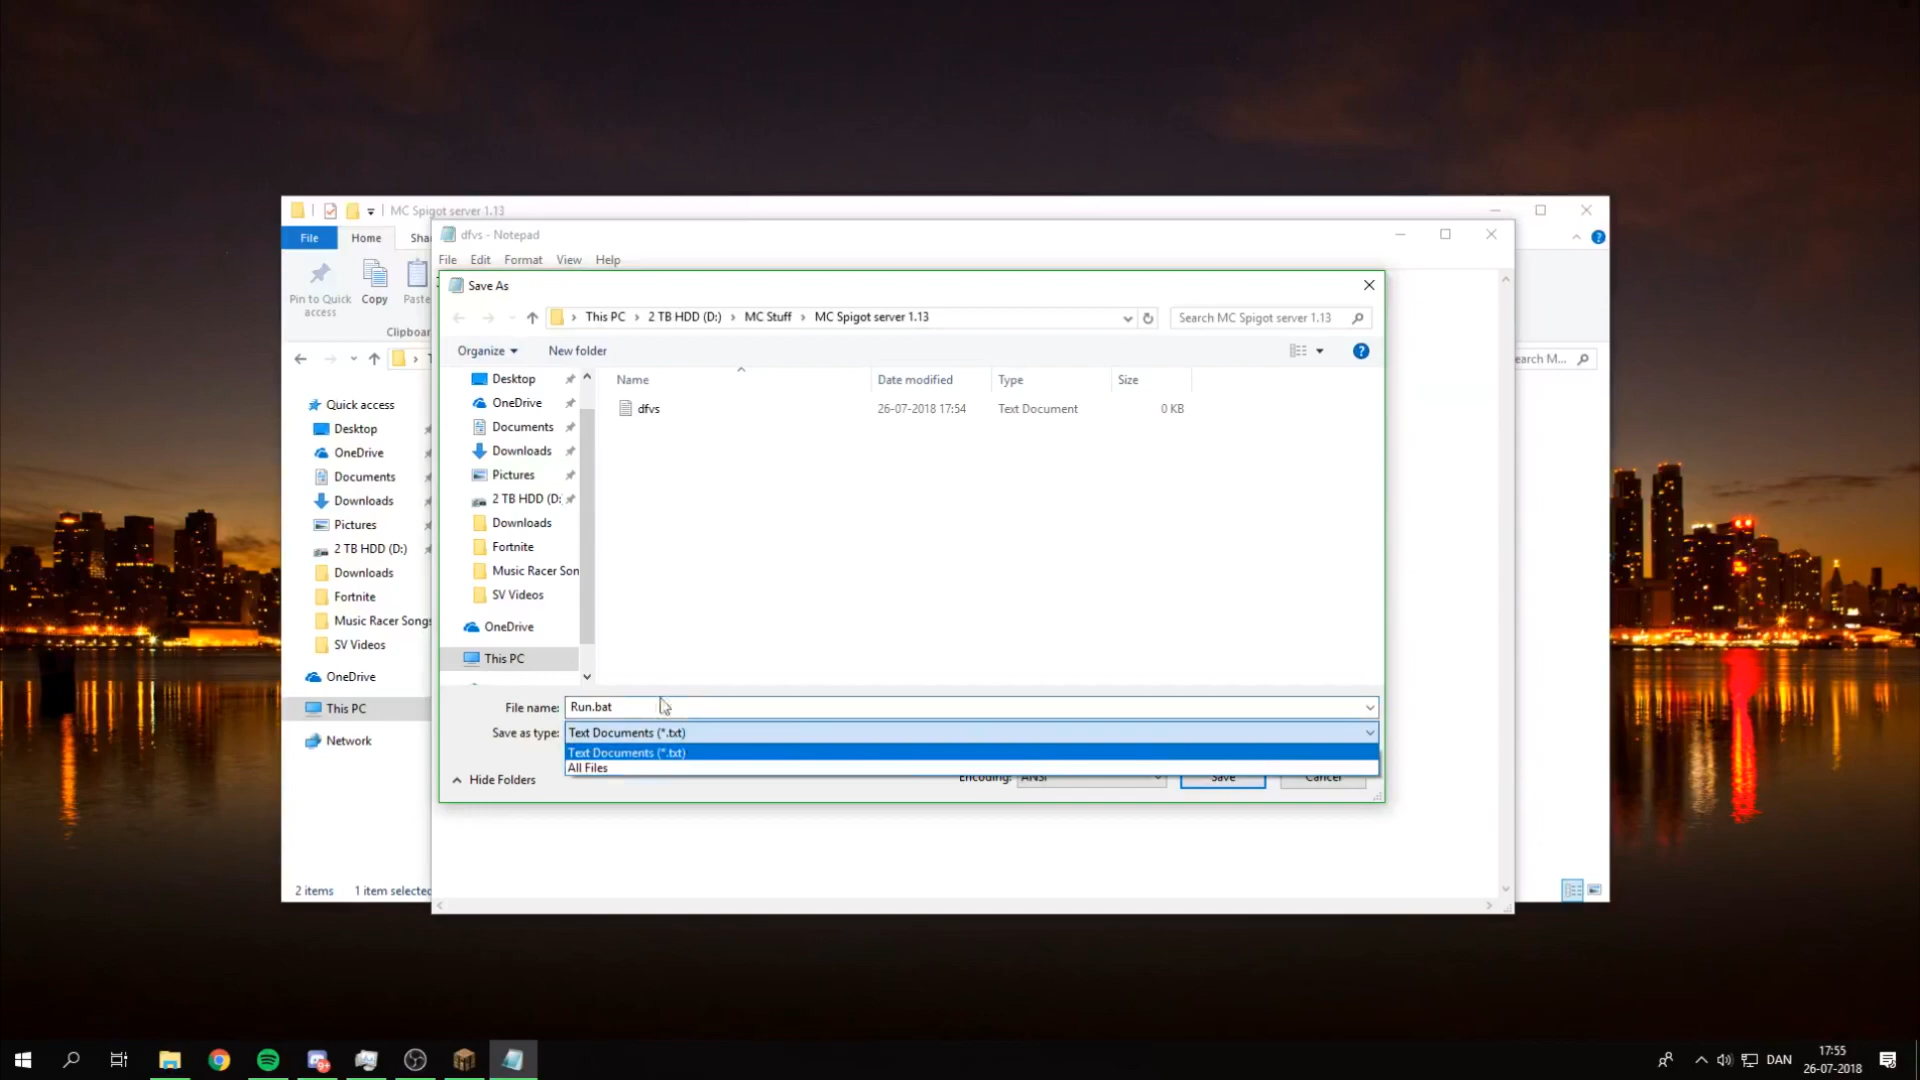 MC Spigot server 1.13
File
Home
Sha
Pin to Quick access
Copy
Paste
Clipboard
Quick access
Desktop
OneDrive
Documents
Downloads
Pictures
2 TB HDD (D:)
Downloads
Fortnite
Music Racer Songs
SV Videos
OneDrive
This PC
Network
2 items
1 item selected
earch M...
dfvs - Notepad
File
Edit
Format
View
Help
Save As
This PC › 2 TB HDD (D:) › MC Stuff › MC Spigot server 1.13
Search MC Spigot server 1.13
Organize
New folder
Desktop
OneDrive
Documents
Downloads
Pictures
2 TB HDD (D:
Downloads
Fortnite
Music Racer Son
SV Videos
OneDrive
This PC
Name
Date modified
Type
Size
dfvs
26-07-2018 17:54
Text Document
0 KB
File name:
Run.bat
Save as type:
Text Documents (*.txt)
Text Documents (*.txt)
All Files
Hide Folders
Encoding:
ANSI
Save
Cancel
DAN
17:55
26-07-2018